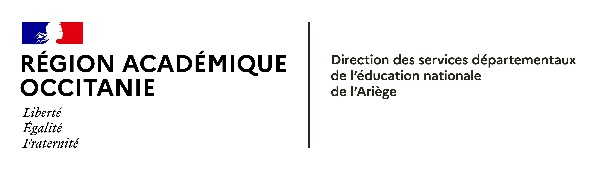 RÉGION ACADÉMIQUE
OCCITANIE
Liberté
Égalité
Fraternité
Direction des services départementaux
de l'éducation nationale
de l'Ariège